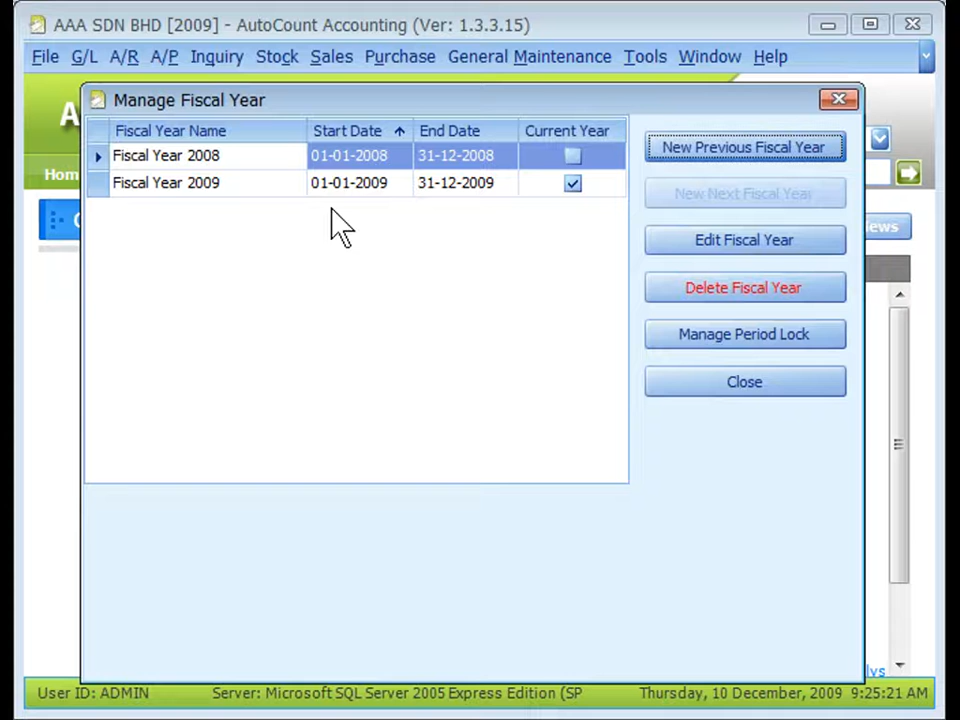 AAA SDN BHD [2009] - AutoCount Accounting (Ver: 1.3.3.15)
File G/L A/R A/P Inquiry Stock Sales Purchase General Maintenance Tools Window Help
Manage Fiscal Year
Fiscal Year Name Start Date End Date Current Year
Fiscal Year 2008 01-01-2008 31-12-2008
Fiscal Year 2009 01-01-2009 31-12-2009
New Previous Fiscal Year
New Next Fiscal Year
Edit Fiscal Year
Delete Fiscal Year
Manage Period Lock
Close
A
Hom
User ID: ADMIN Server: Microsoft SQL Server 2005 Express Edition (SP Thursday, 10 December, 2009 9:25:21 AM